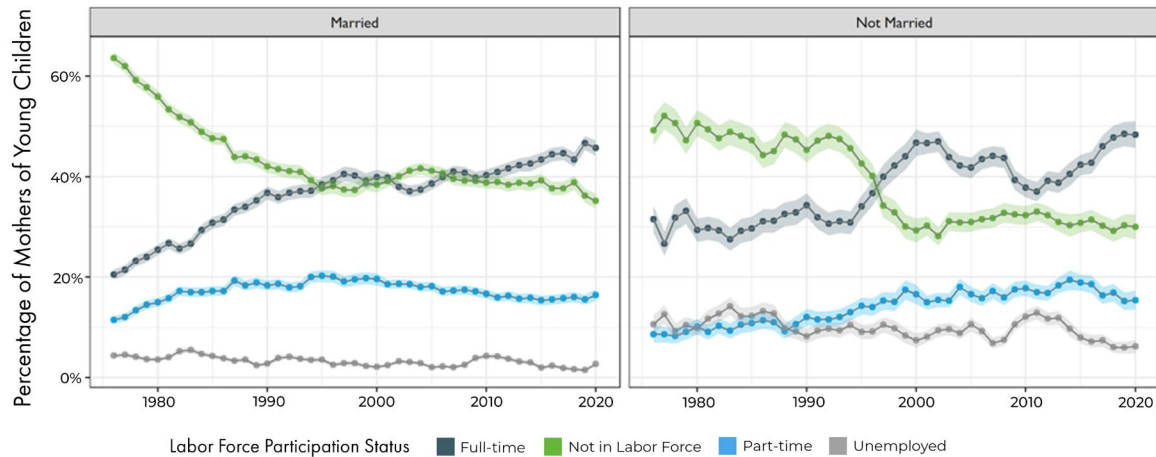 Married
Not Married
Percentage of Mothers of Young Children
60%
40%
20%
0%
1980 1990 2000 2010 2020
1980 1990 2000 2010 2020
Labor Force Participation Status Full-time Not in Labor Force Part-time Unemployed